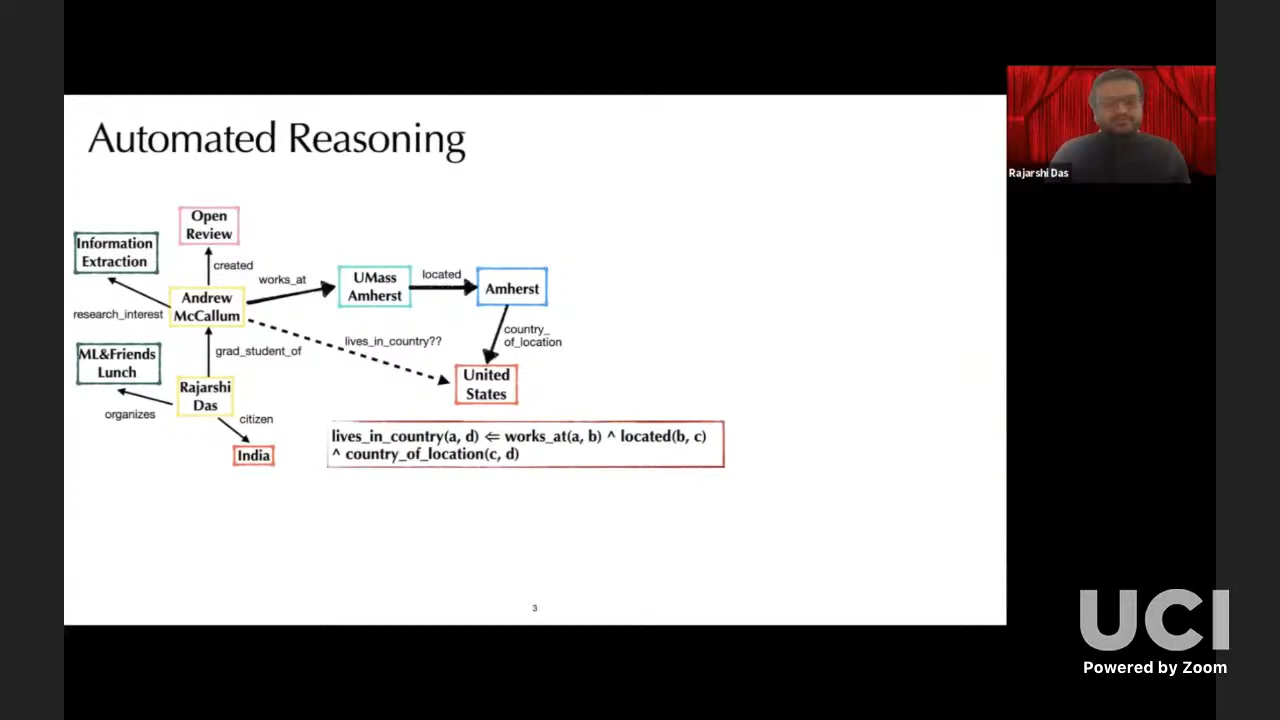 Automated Reasoning
Open
Review
Information
Extraction
created
works_at
UMass
Amherst
located
Amherst
Andrew
McCallum
research_interest
lives_in_country??
country_
of_location
grad_student_of
ML&Friends
Lunch
United
States
Rajarshi
Das
organizes
citizen
India
lives_in_country(a, d) ⇐ works_at(a, b) ^ located(b, c)
^ country_of_location(c, d)
3
Rajarshi Das
UCI
Powered by Zoom